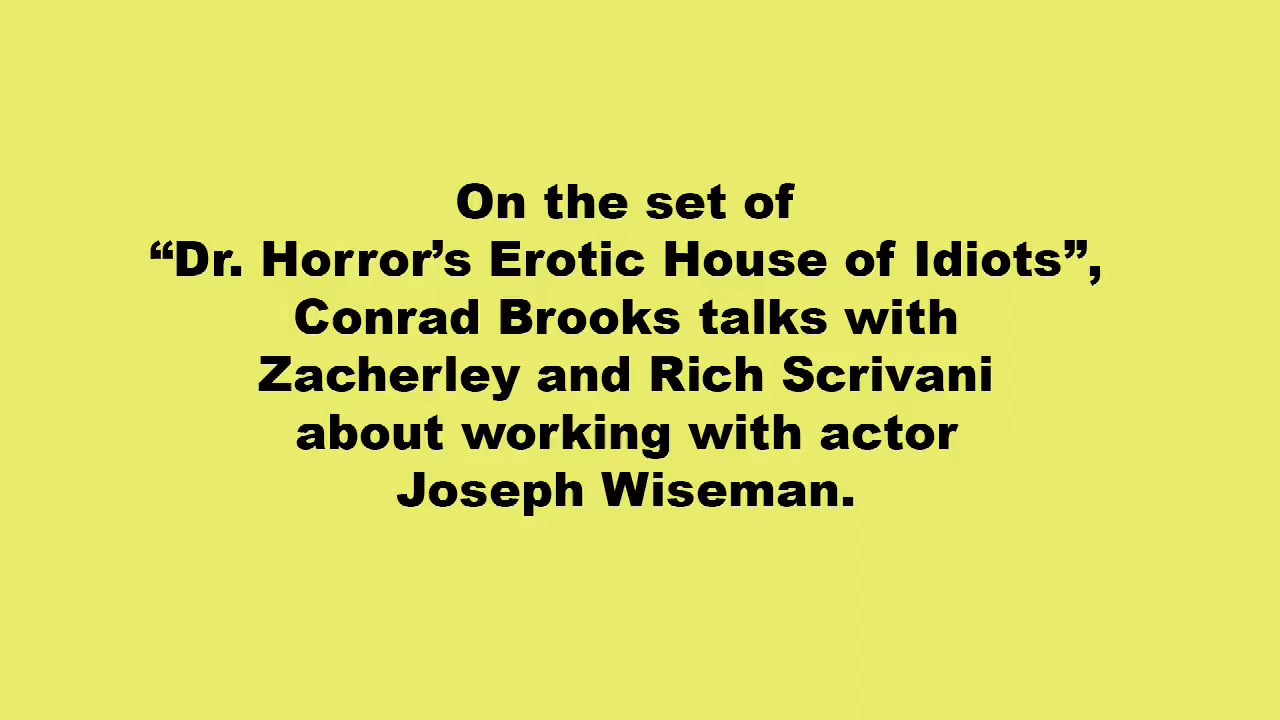 On the set of
“Dr. Horror’s Erotic House of Idiots”,
Conrad Brooks talks with
Zacherley and Rich Scrivani
about working with actor
Joseph Wiseman.